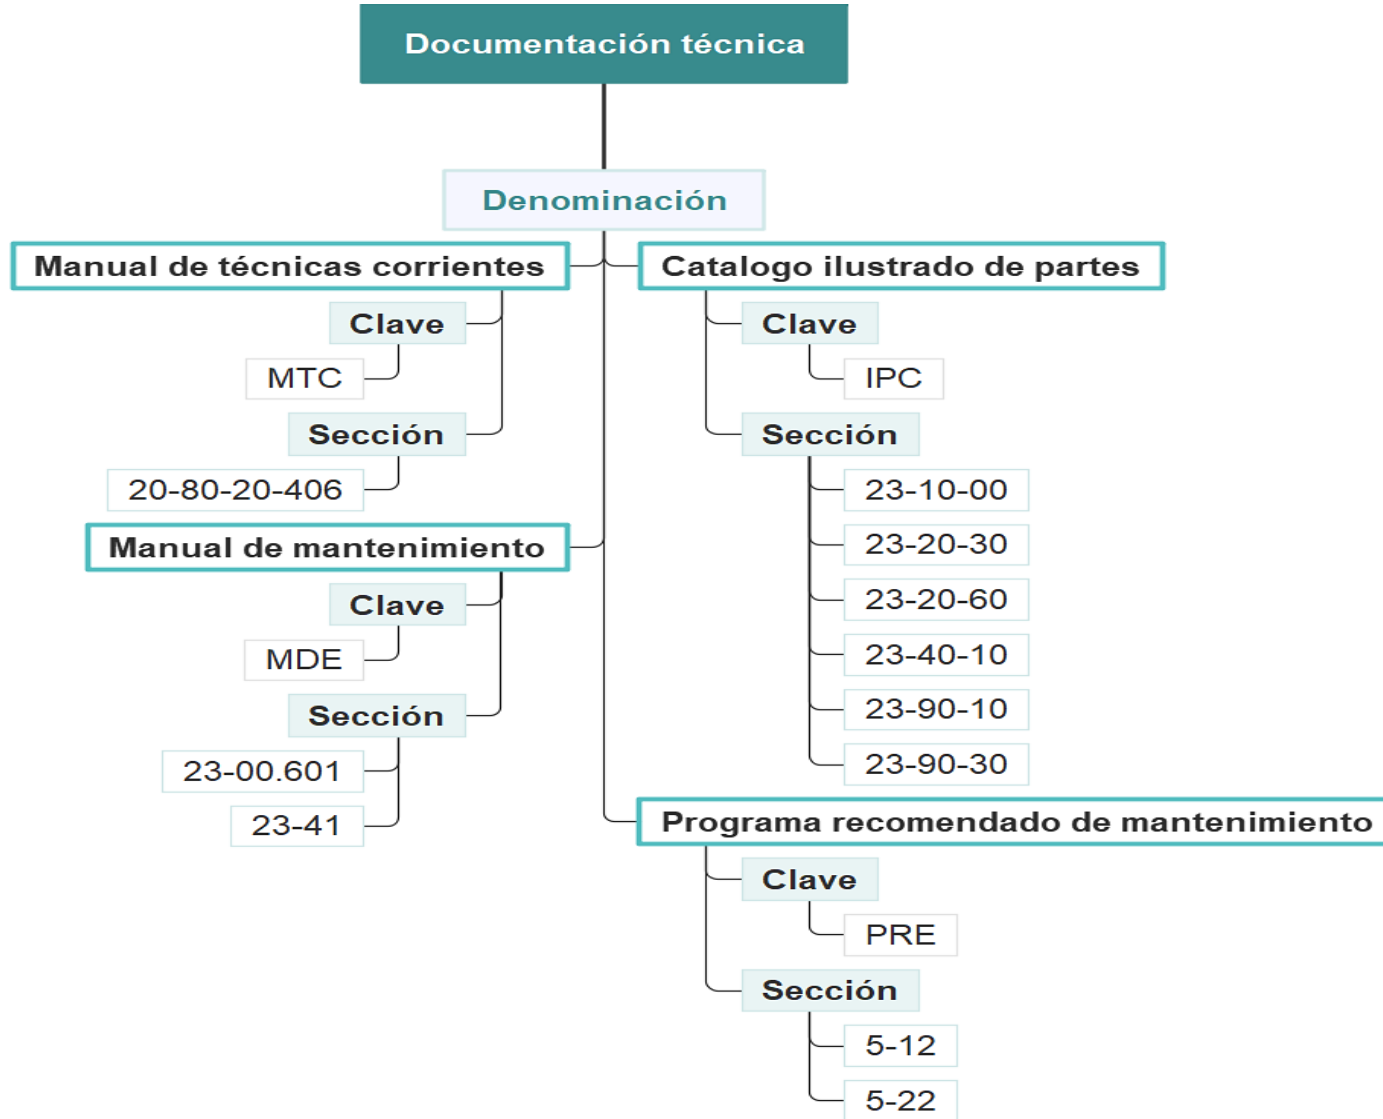 Documentación técnica
Denominación
Manual de técnicas corrientes
Clave
MTC
Sección
20-80-20-406
Manual de mantenimiento
Clave
MDE
Sección
23-00.601
23-41
Catalogo ilustrado de partes
Clave
IPC
Sección
23-10-00
23-20-30
23-20-60
23-40-10
23-90-10
23-90-30
Programa recomendado de mantenimiento
Clave
PRE
Sección
5-12
5-22